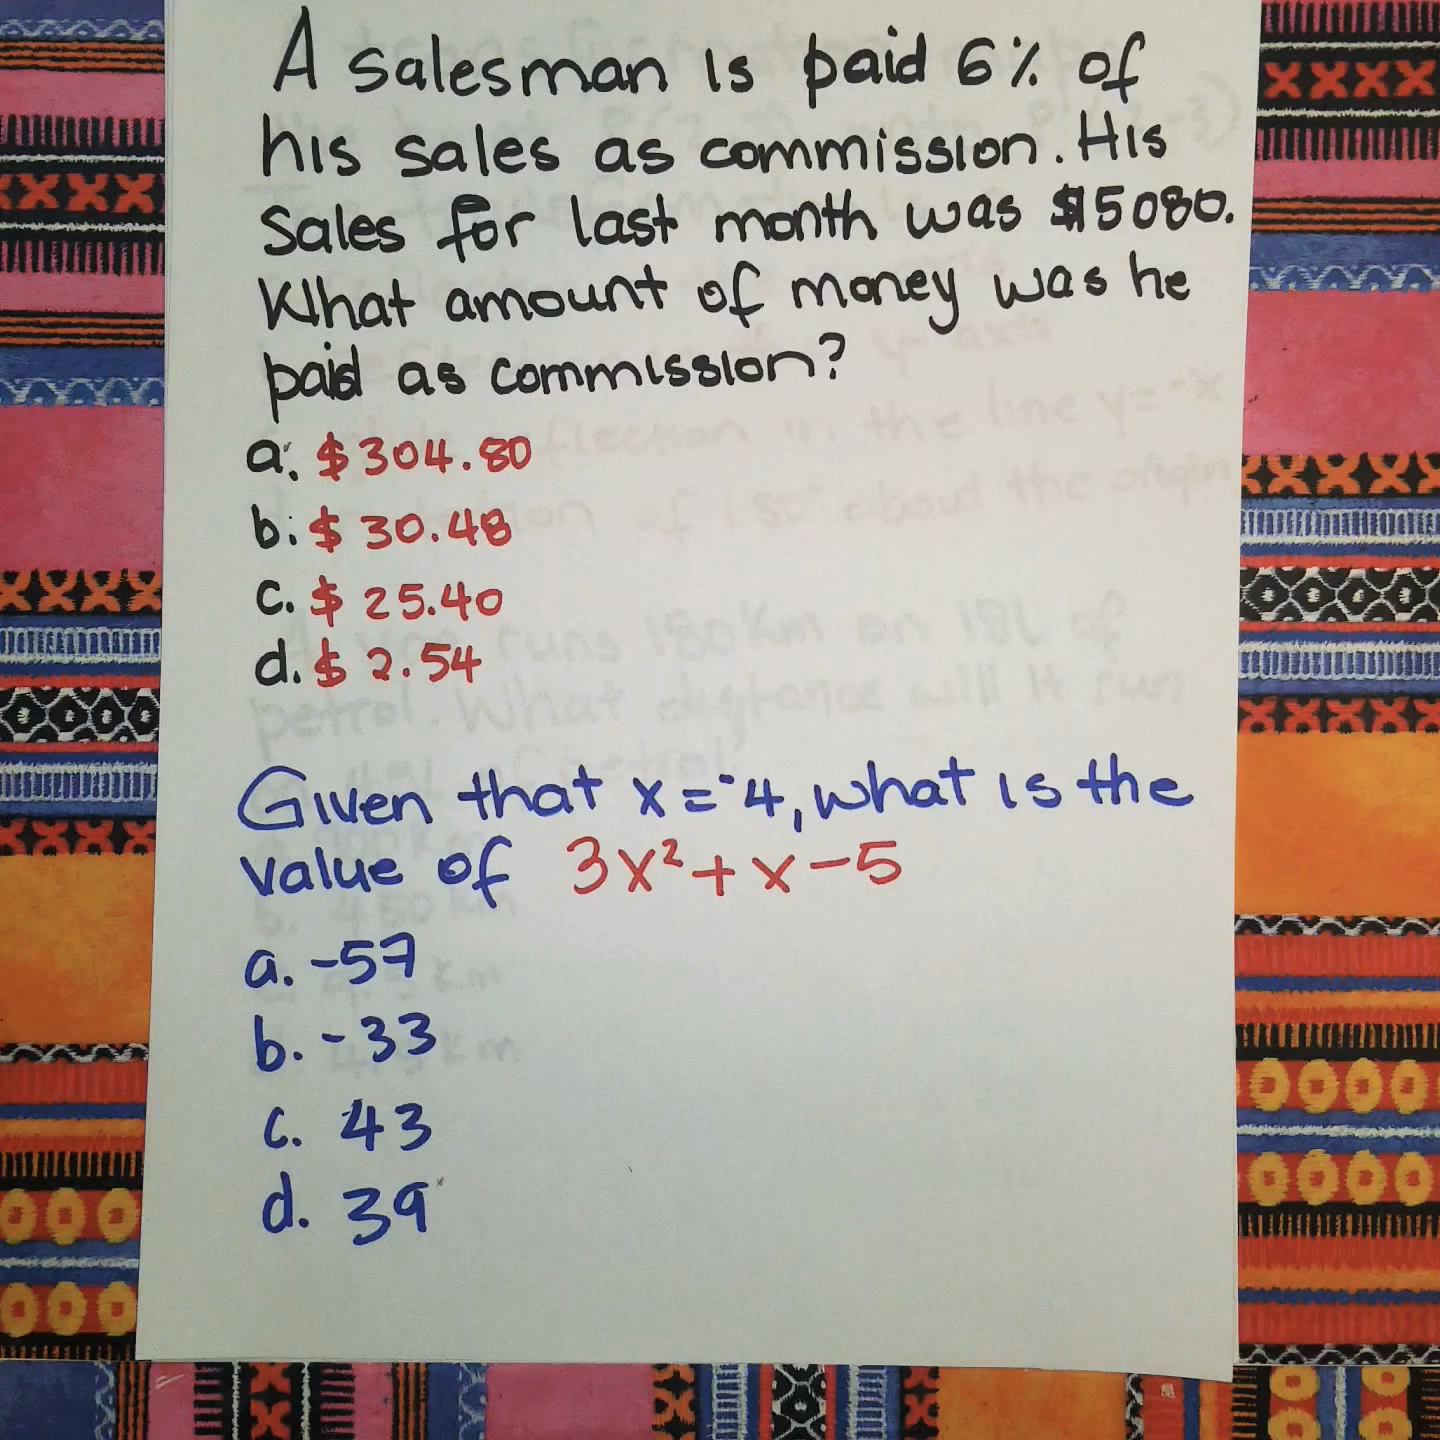 A salesman is paid 6% of
his sales as commission. His
Sales for last month was $5080.
What amount of money was he
paid as commission?
a. $304.80
b. $ 30.48
c. $ 25.40
d. $ 2.54
Given that x = -4, what is the
value of 3x² + x - 5
a. -57
b. -33
c. 43
d. 39